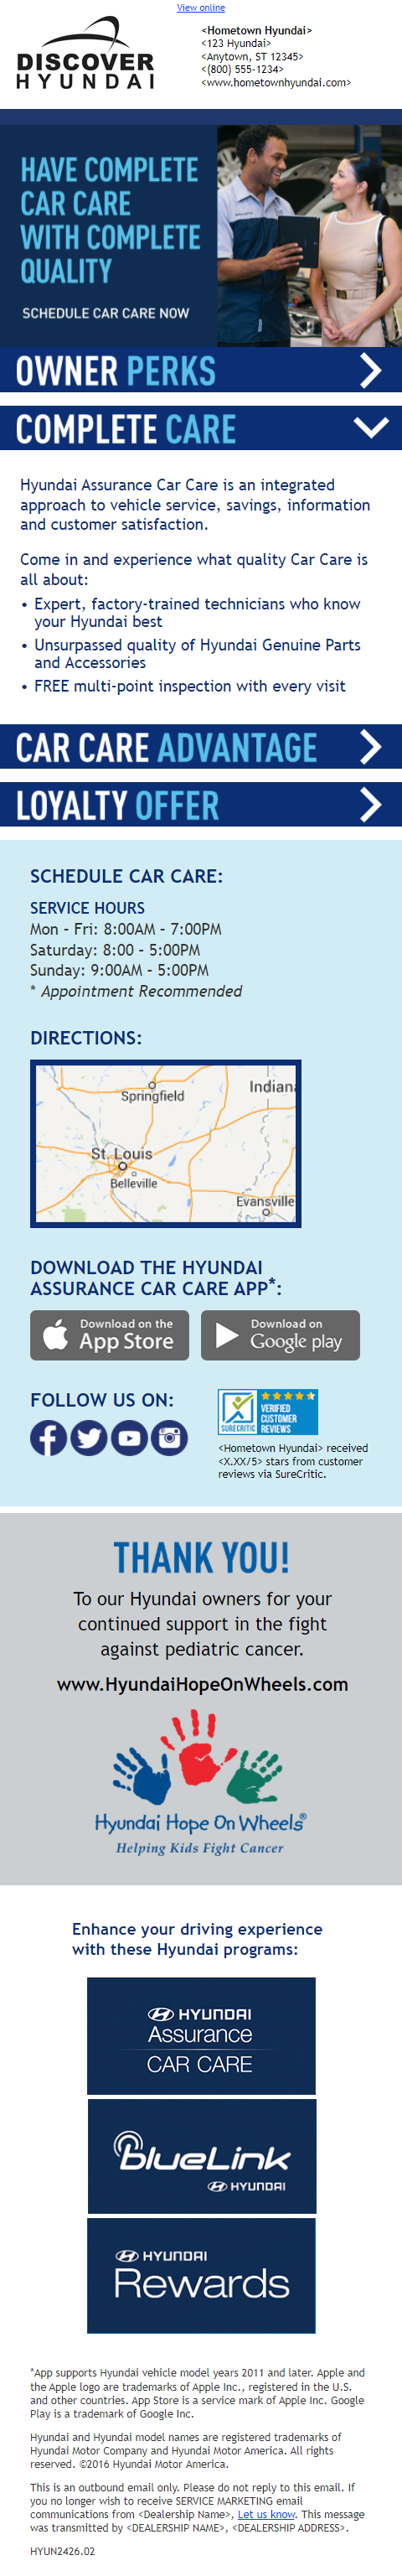 View online
DISCOVER
HYUNDAI
<Hometown Hyundai>
<123 Hyundai>
<Anytown, ST 12345>
<(800) 555-1234>
<www.hometownhyundai.com>
HAVE COMPLETE
CAR CARE
WITH COMPLETE
QUALITY
SCHEDULE CAR CARE NOW
OWNER PERKS
COMPLETE CARE
Hyundai Assurance Car Care is an integrated
approach to vehicle service, savings, information
and customer satisfaction.
Come in and experience what quality Car Care is
all about:
• Expert, factory-trained technicians who know
your Hyundai best
• Unsurpassed quality of Hyundai Genuine Parts
and Accessories
• FREE multi-point inspection with every visit
CAR CARE ADVANTAGE
LOYALTY OFFER
SCHEDULE CAR CARE:
SERVICE HOURS
Mon - Fri: 8:00AM - 7:00PM
Saturday: 8:00 - 5:00PM
Sunday: 9:00AM - 5:00PM
* Appointment Recommended
DIRECTIONS:
Springfield
Indiana
St. Louis
Belleville
Evansville
DOWNLOAD THE HYUNDAI
ASSURANCE CAR CARE APP*:
Download on the
App Store
Download on
Google play
FOLLOW US ON:
SURECRITIC
VERIFIED
CUSTOMER
REVIEWS
<Hometown Hyundai> received
<X.XX/5> stars from customer
reviews via SureCritic.
THANK YOU!
To our Hyundai owners for your
continued support in the fight
against pediatric cancer.
www.HyundaiHopeOnWheels.com
Hyundai Hope On Wheels®
Helping Kids Fight Cancer
Enhance your driving experience
with these Hyundai programs:
HYUNDAI
Assurance
CAR CARE
blueLink
HYUNDAI
HYUNDAI
Rewards
*App supports Hyundai vehicle model years 2011 and later. Apple and
the Apple logo are trademarks of Apple Inc., registered in the U.S.
and other countries. App Store is a service mark of Apple Inc. Google
Play is a trademark of Google Inc.
Hyundai and Hyundai model names are registered trademarks of
Hyundai Motor Company and Hyundai Motor America. All rights
reserved. ©2016 Hyundai Motor America.
This is an outbound email only. Please do not reply to this email. If
you no longer wish to receive SERVICE MARKETING email
communications from <Dealership Name>, Let us know. This message
was transmitted by <DEALERSHIP NAME>, <DEALERSHIP ADDRESS>.
HYUN2426.02